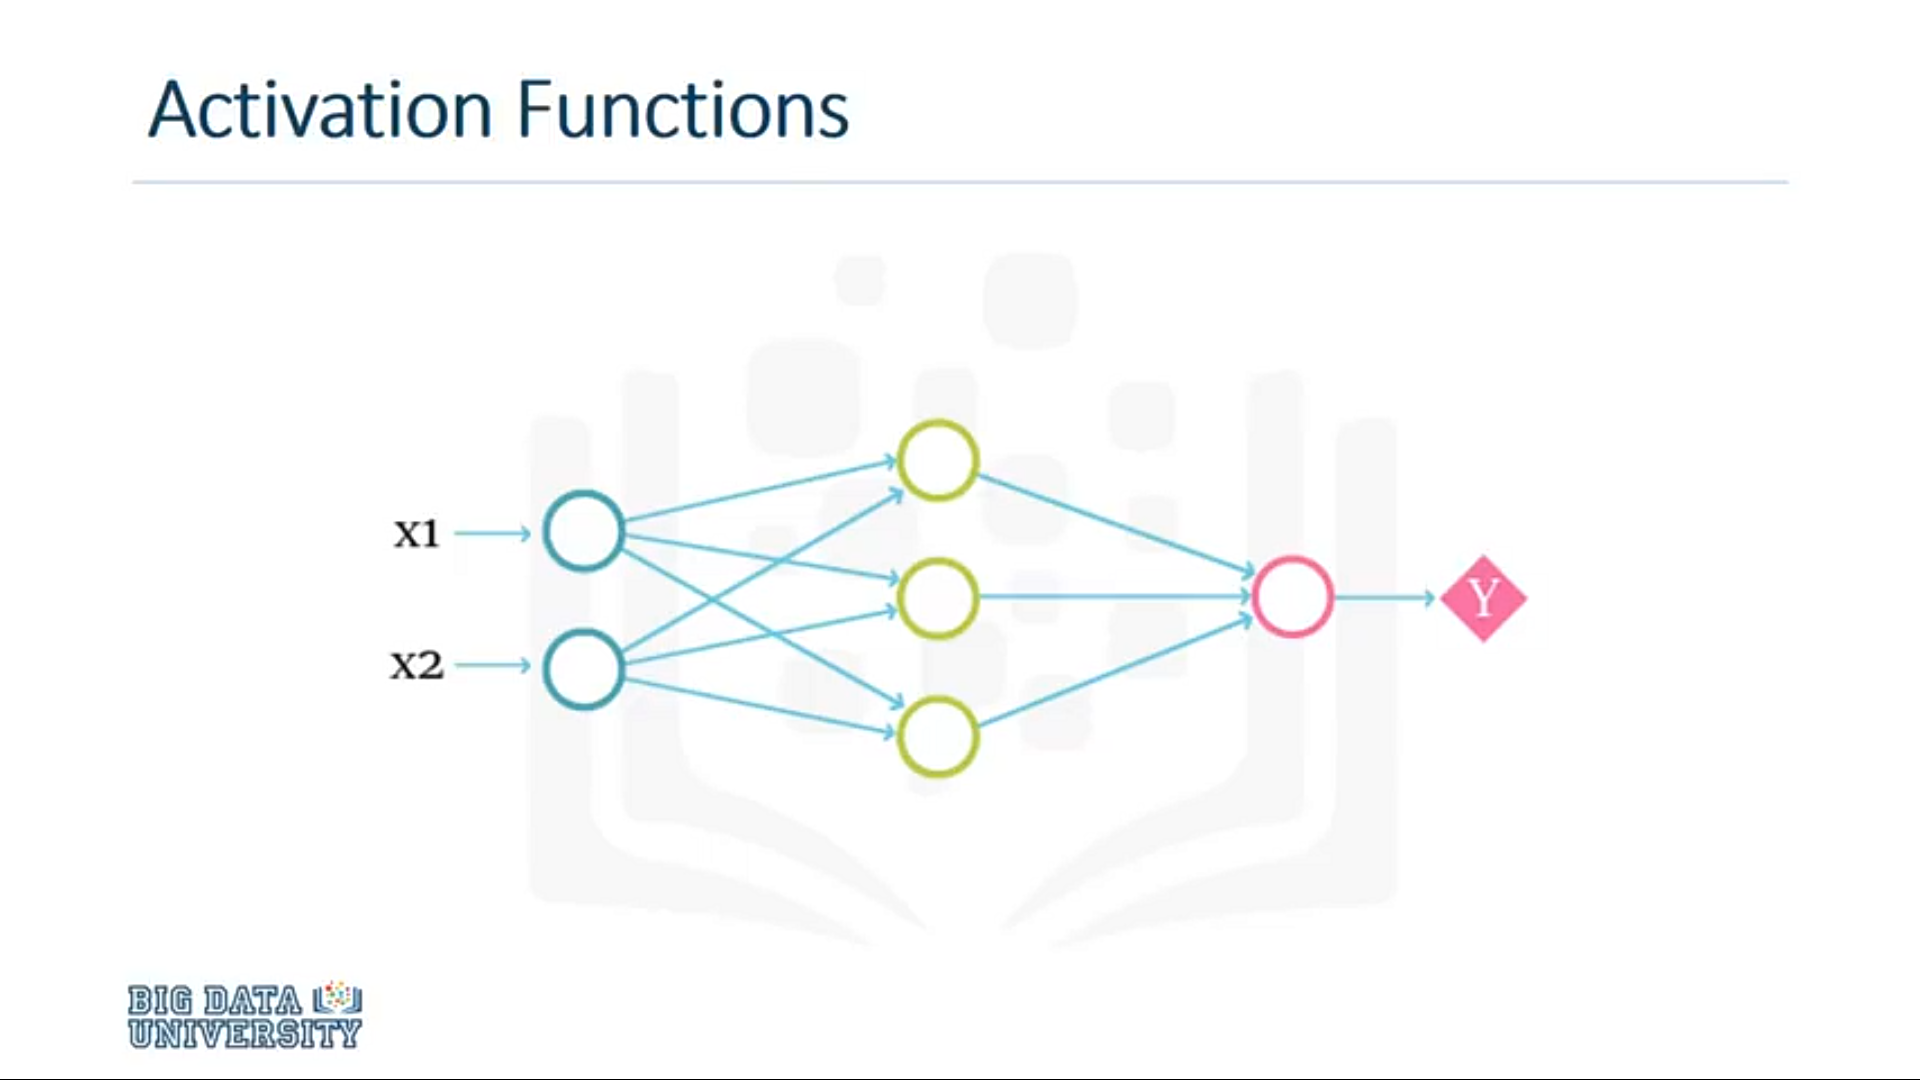 Activation Functions
X1
X2
Y
BIG DATA
UNIVERSITY